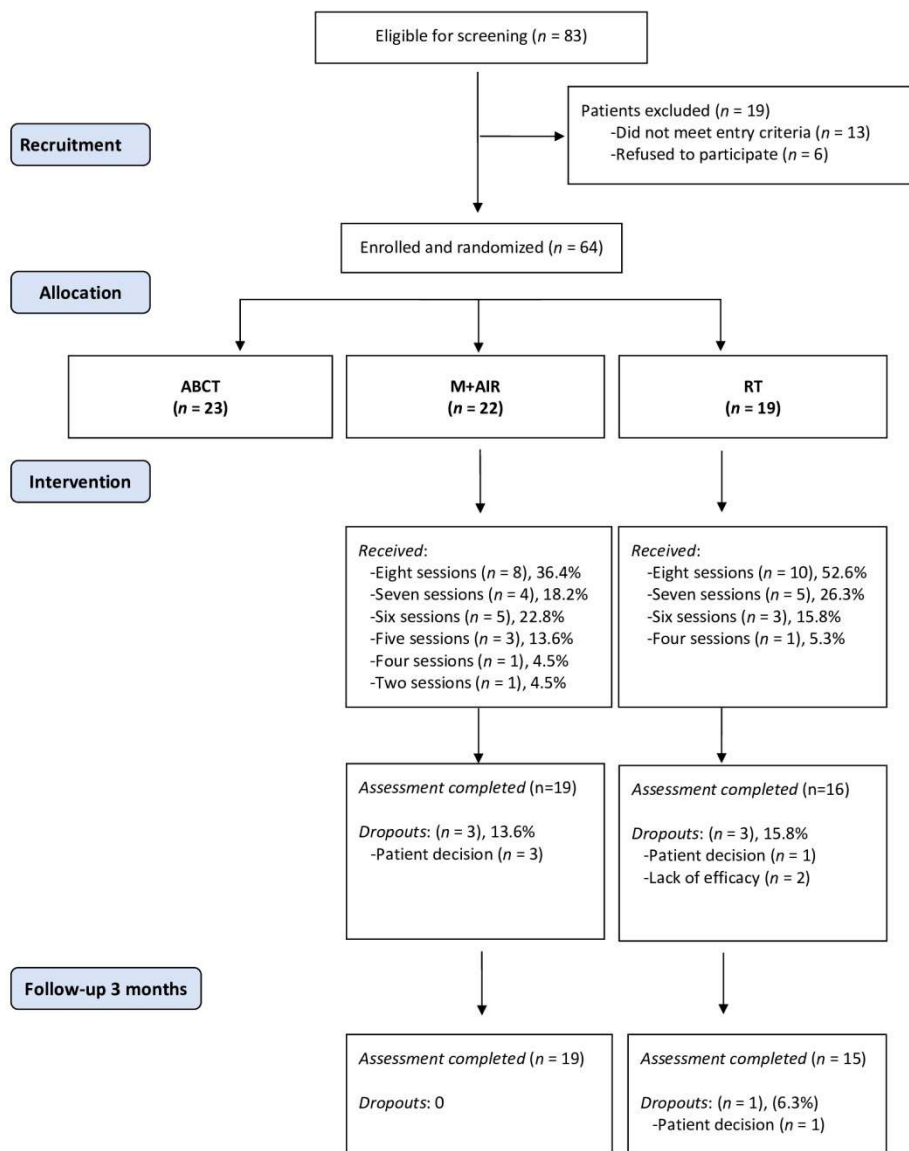 Eligible for screening (n = 83)
Patients excluded (n = 19)
-Did not meet entry criteria (n = 13)
-Refused to participate (n = 6)
Recruitment
Enrolled and randomized (n = 64)
Allocation
ABCT
(n = 23)
M+AIR
(n = 22)
RT
(n = 19)
Intervention
Received:
-Eight sessions (n = 8), 36.4%
-Seven sessions (n = 4), 18.2%
-Six sessions (n = 5), 22.8%
-Five sessions (n = 3), 13.6%
-Four sessions (n = 1), 4.5%
-Two sessions (n = 1), 4.5%
Received:
-Eight sessions (n = 10), 52.6%
-Seven sessions (n = 5), 26.3%
-Six sessions (n = 3), 15.8%
-Four sessions (n = 1), 5.3%
Assessment completed (n=19)
Dropouts: (n = 3), 13.6%
-Patient decision (n = 3)
Assessment completed (n=16)
Dropouts: (n = 3), 15.8%
-Patient decision (n = 1)
-Lack of efficacy (n = 2)
Follow-up 3 months
Assessment completed (n = 19)
Dropouts: 0
Assessment completed (n = 15)
Dropouts: (n = 1), (6.3%)
-Patient decision (n = 1)